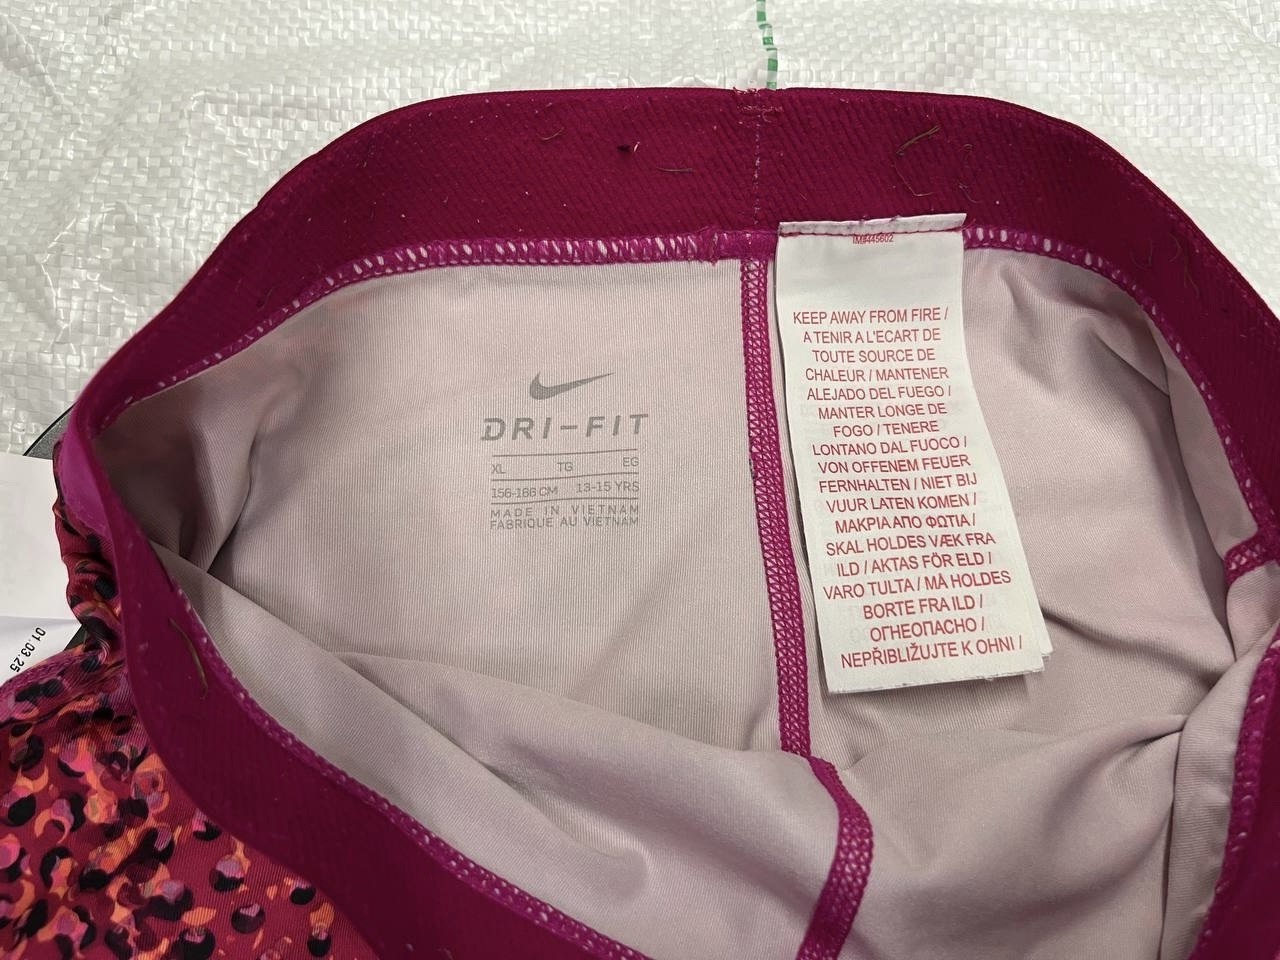 IM#445602
KEEP AWAY FROM FIRE /
A TENIR A L'ECART DE
TOUTE SOURCE DE
CHALEUR / MANTENER
ALEJADO DEL FUEGO /
MANTER LONGE DE
FOGO / TENERE
LONTANO DAL FUOCO /
VON OFFENEM FEUER
FERNHALTEN / NIET BIJ
VUUR LATEN KOMEN /
ΜΑΚΡΙΑ ΑΠΟ ΦΩΤΙΑ /
SKAL HOLDES VÆK FRA
ILD / AKTAS FÖR ELD /
VARO TULTA / MÅ HOLDES
BORTE FRA ILD /
ОГНЕОПАСНО /
NEPŘIBLIŽUJTE K OHNI /
DRI-FIT
XL TG EG
156-166 CM 13-15 YRS
MADE IN VIETNAM
FABRIQUE AU VIETNAM
01.03.25